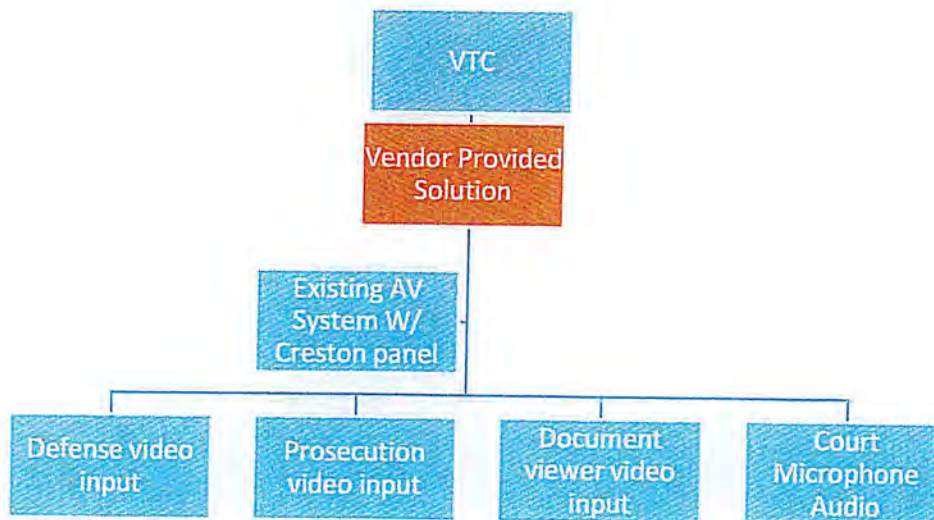 VTC
Vendor Provided
Solution
Existing AV
System W/
Creston panel
Defense video
input
Prosecution
video input
Document
viewer video
input
Court
Microphone
Audio